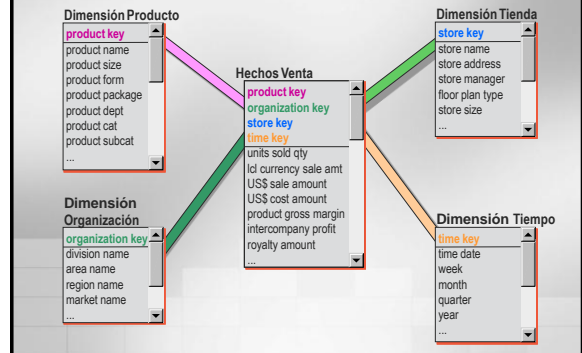 Dimensión Producto
product key
product name
product size
product form
product package
product dept
product cat
product subcat
...
Dimensión Tienda
store key
store name
store address
store manager
floor plan type
store size
...
Hechos Venta
product key
organization key
store key
time key
units sold qty
lcl currency sale amt
US$ sale amount
US$ cost amount
product gross margin
intercompany profit
royalty amount
...
Dimensión
Organización
organization key
division name
area name
region name
market name
...
Dimensión Tiempo
time key
time date
week
month
quarter
year
...